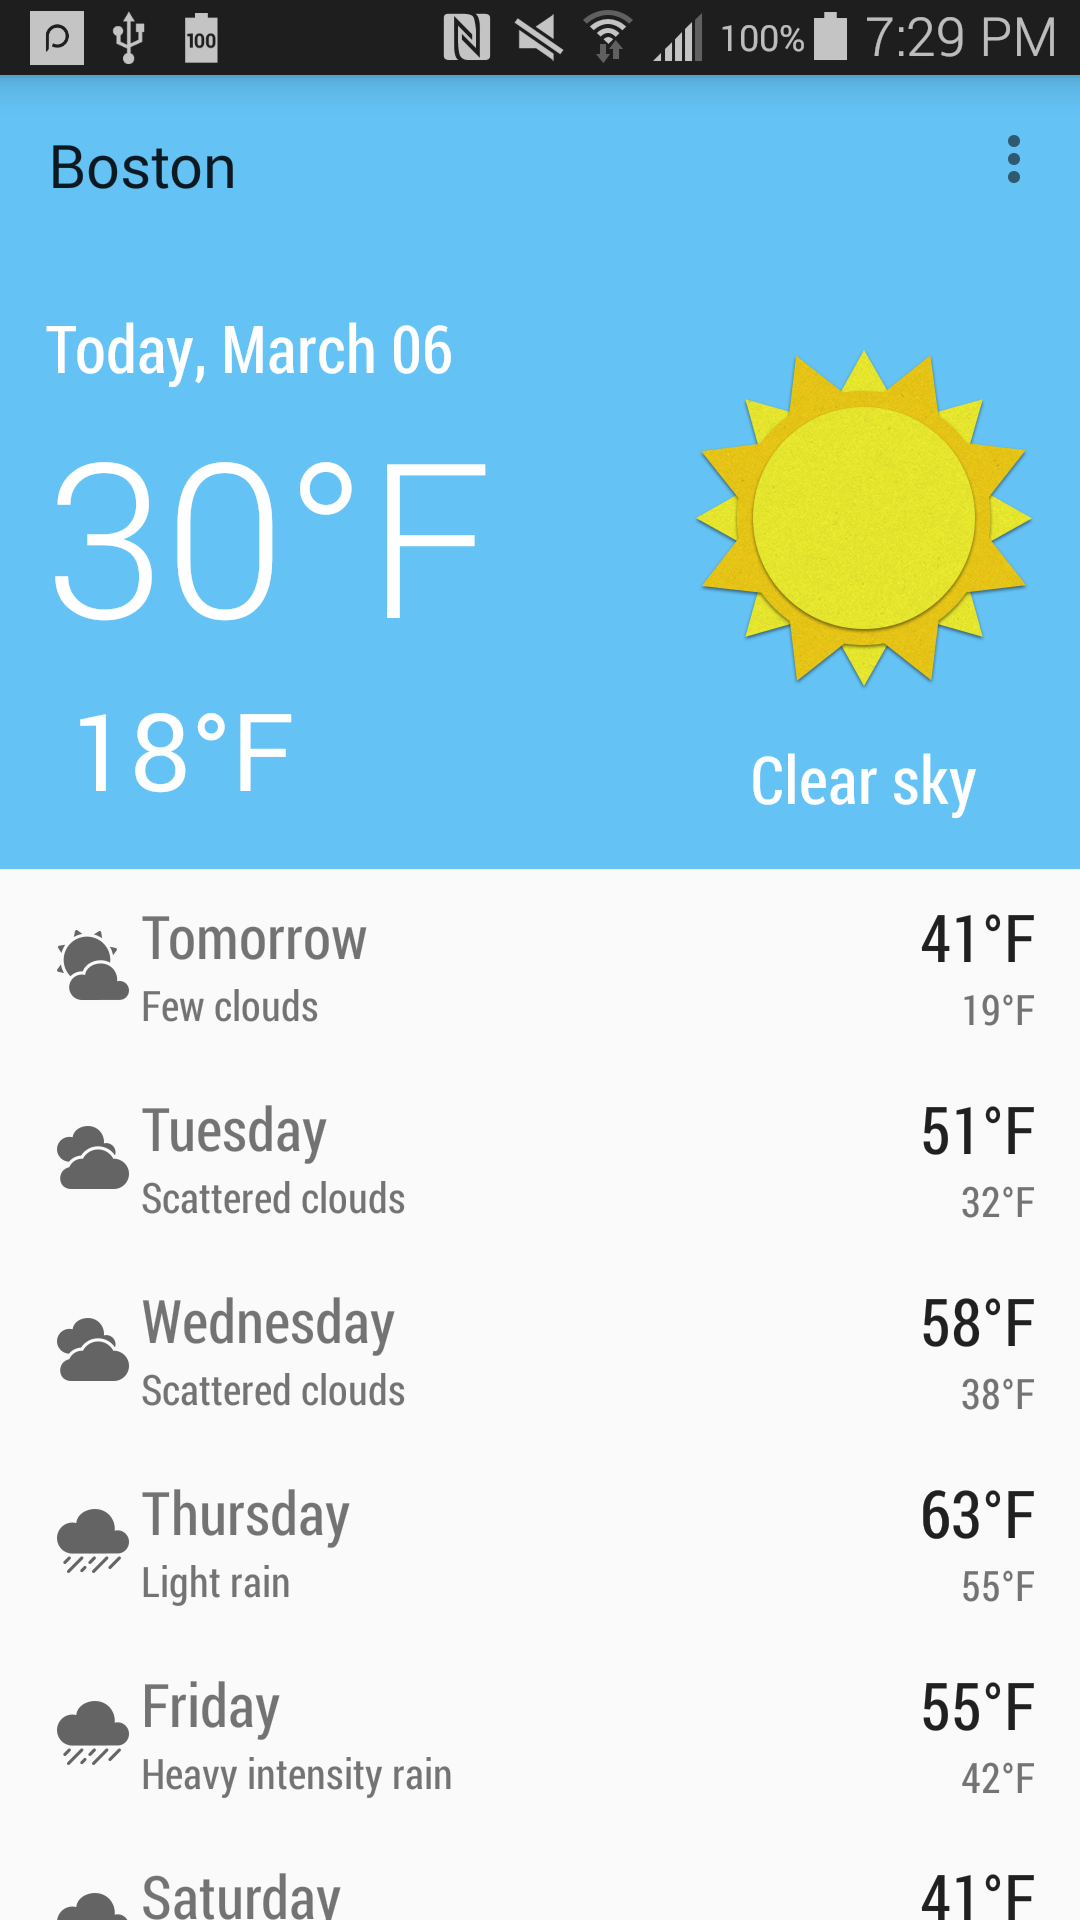 100 100% 7:29 PM
Boston
Today, March 06
30°F
18°F
Clear sky
Tomorrow 41°F
Few clouds 19°F
Tuesday 51°F
Scattered clouds 32°F
Wednesday 58°F
Scattered clouds 38°F
Thursday 63°F
Light rain 55°F
Friday 55°F
Heavy intensity rain 42°F
Saturday 41°F